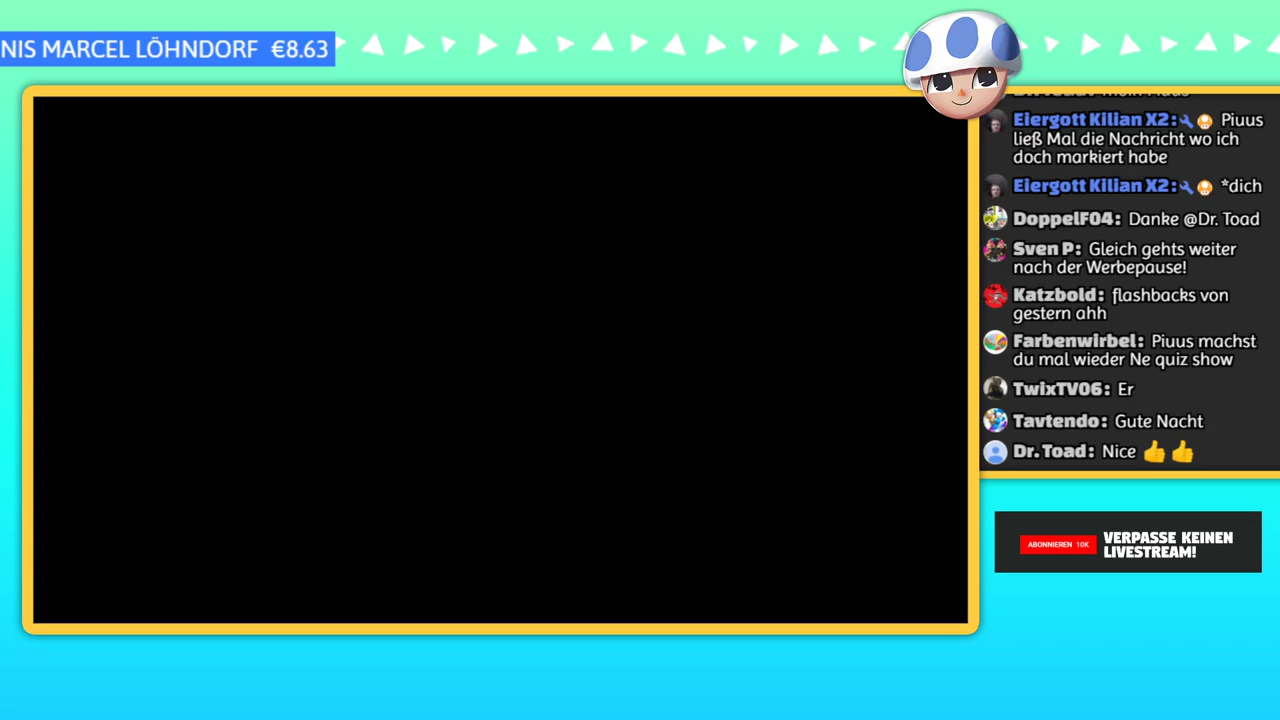 NIS MARCEL LÖHNDORF €8.63
Eiergott Kilian X2: Piuus
ließ Mal die Nachricht wo ich
doch markiert habe
Eiergott Kilian X2: *dich
DoppelF04: Danke @Dr. Toad
Sven P: Gleich gehts weiter
nach der Werbepause!
Katzbold: flashbacks von
gestern ahh
Farbenwirbel: Piuus machst
du mal wieder Ne quiz show
TwixTV06: Er
Tavtendo: Gute Nacht
Dr. Toad: Nice 👍 👍
ABONNIEREN 10K
VERPASSE KEINEN
LIVESTREAM!